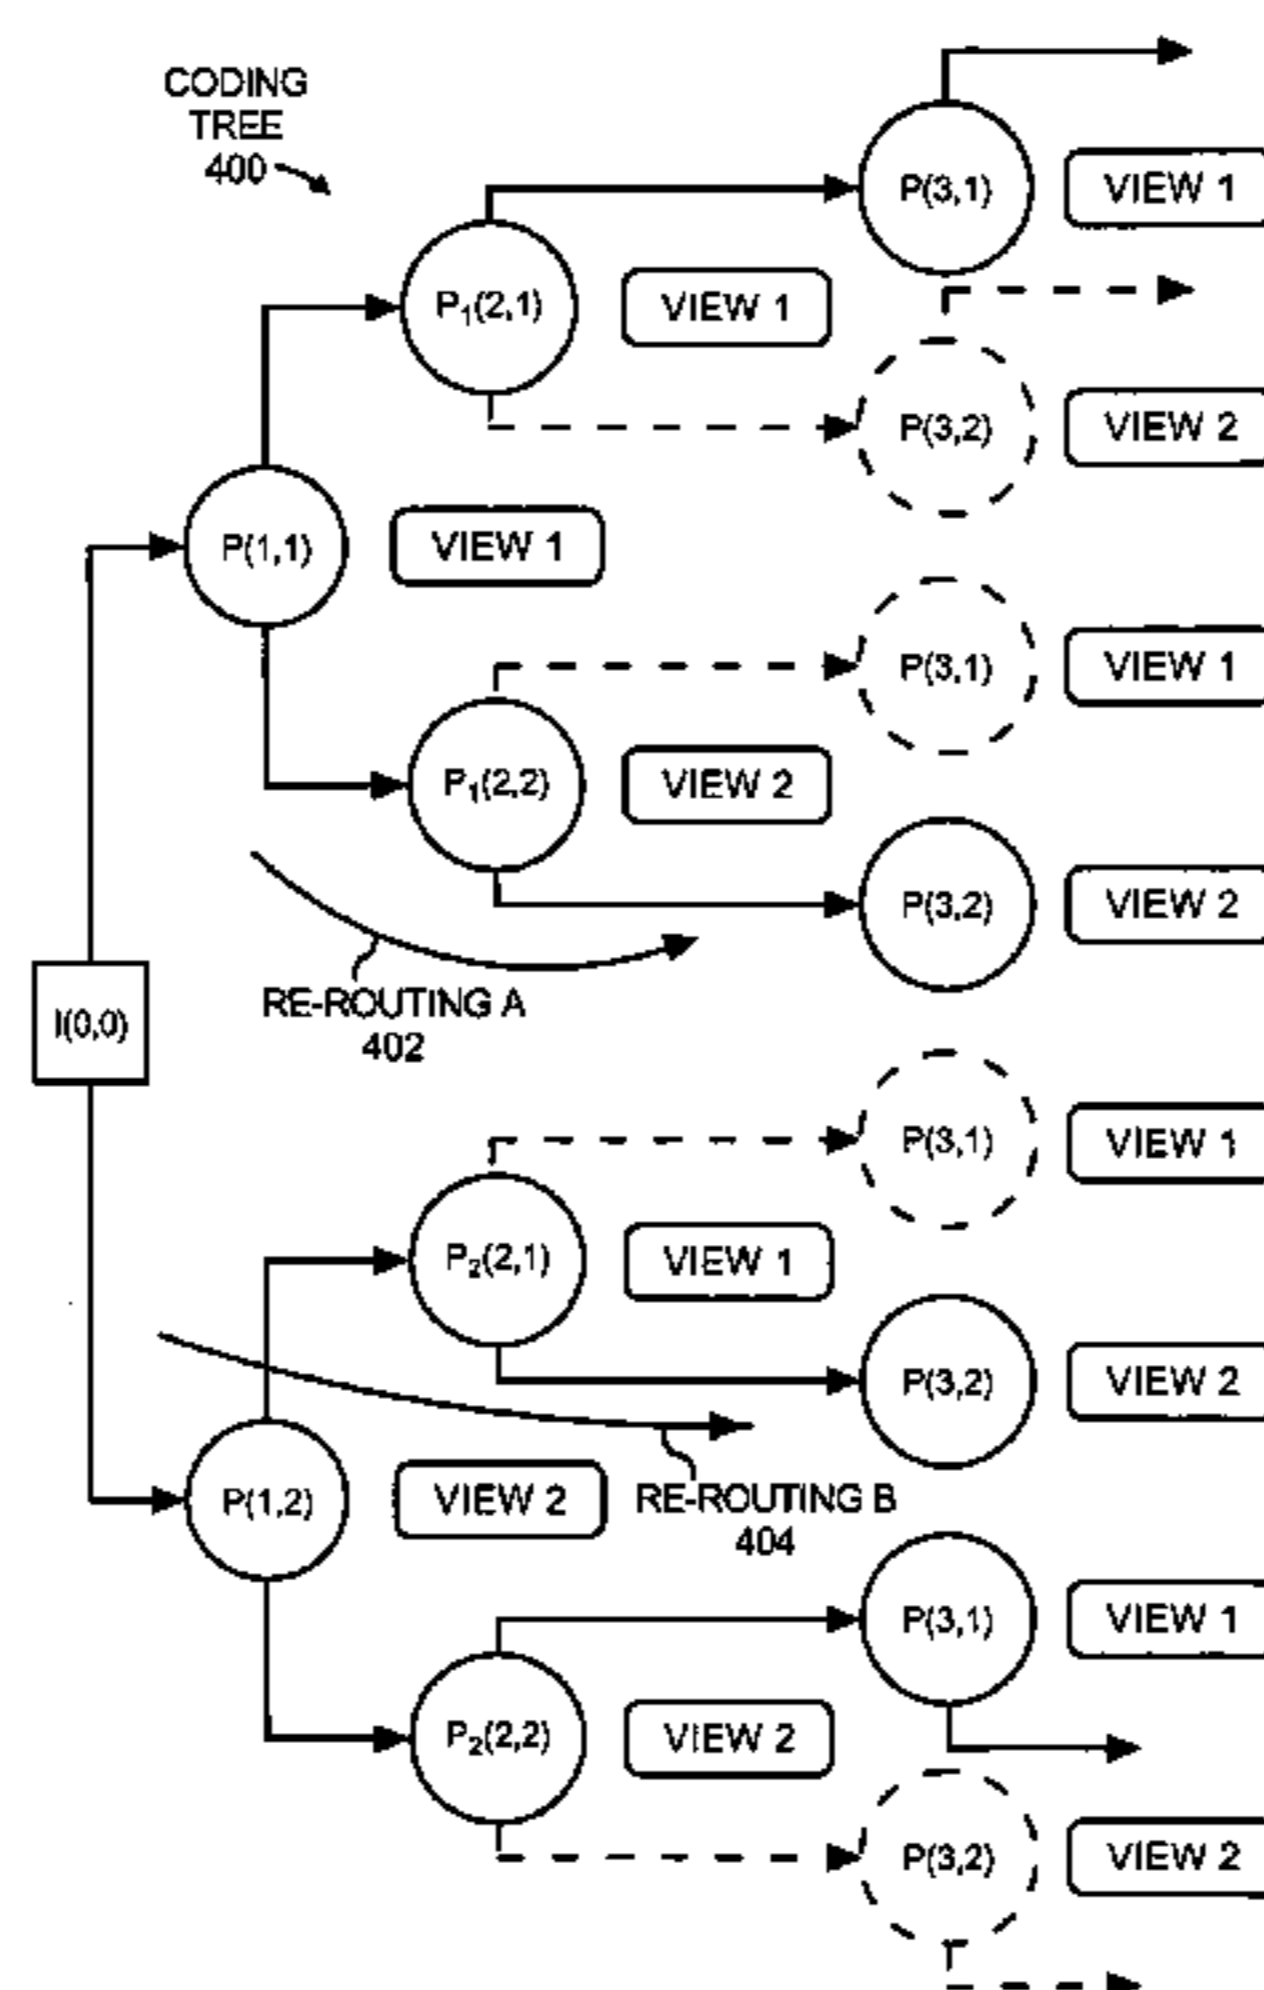 CODING
TREE
400
P(3,1)
VIEW 1
P₁(2,1)
VIEW 1
P(3,2)
VIEW 2
P(1,1)
VIEW 1
P(3,1)
VIEW 1
P₁(2,2)
VIEW 2
P(3,2)
VIEW 2
RE-ROUTING A
402
I(0,0)
P(3,1)
VIEW 1
P₂(2,1)
VIEW 1
P(3,2)
VIEW 2
P(1,2)
VIEW 2
RE-ROUTING B
404
P(3,1)
VIEW 1
P₂(2,2)
VIEW 2
P(3,2)
VIEW 2